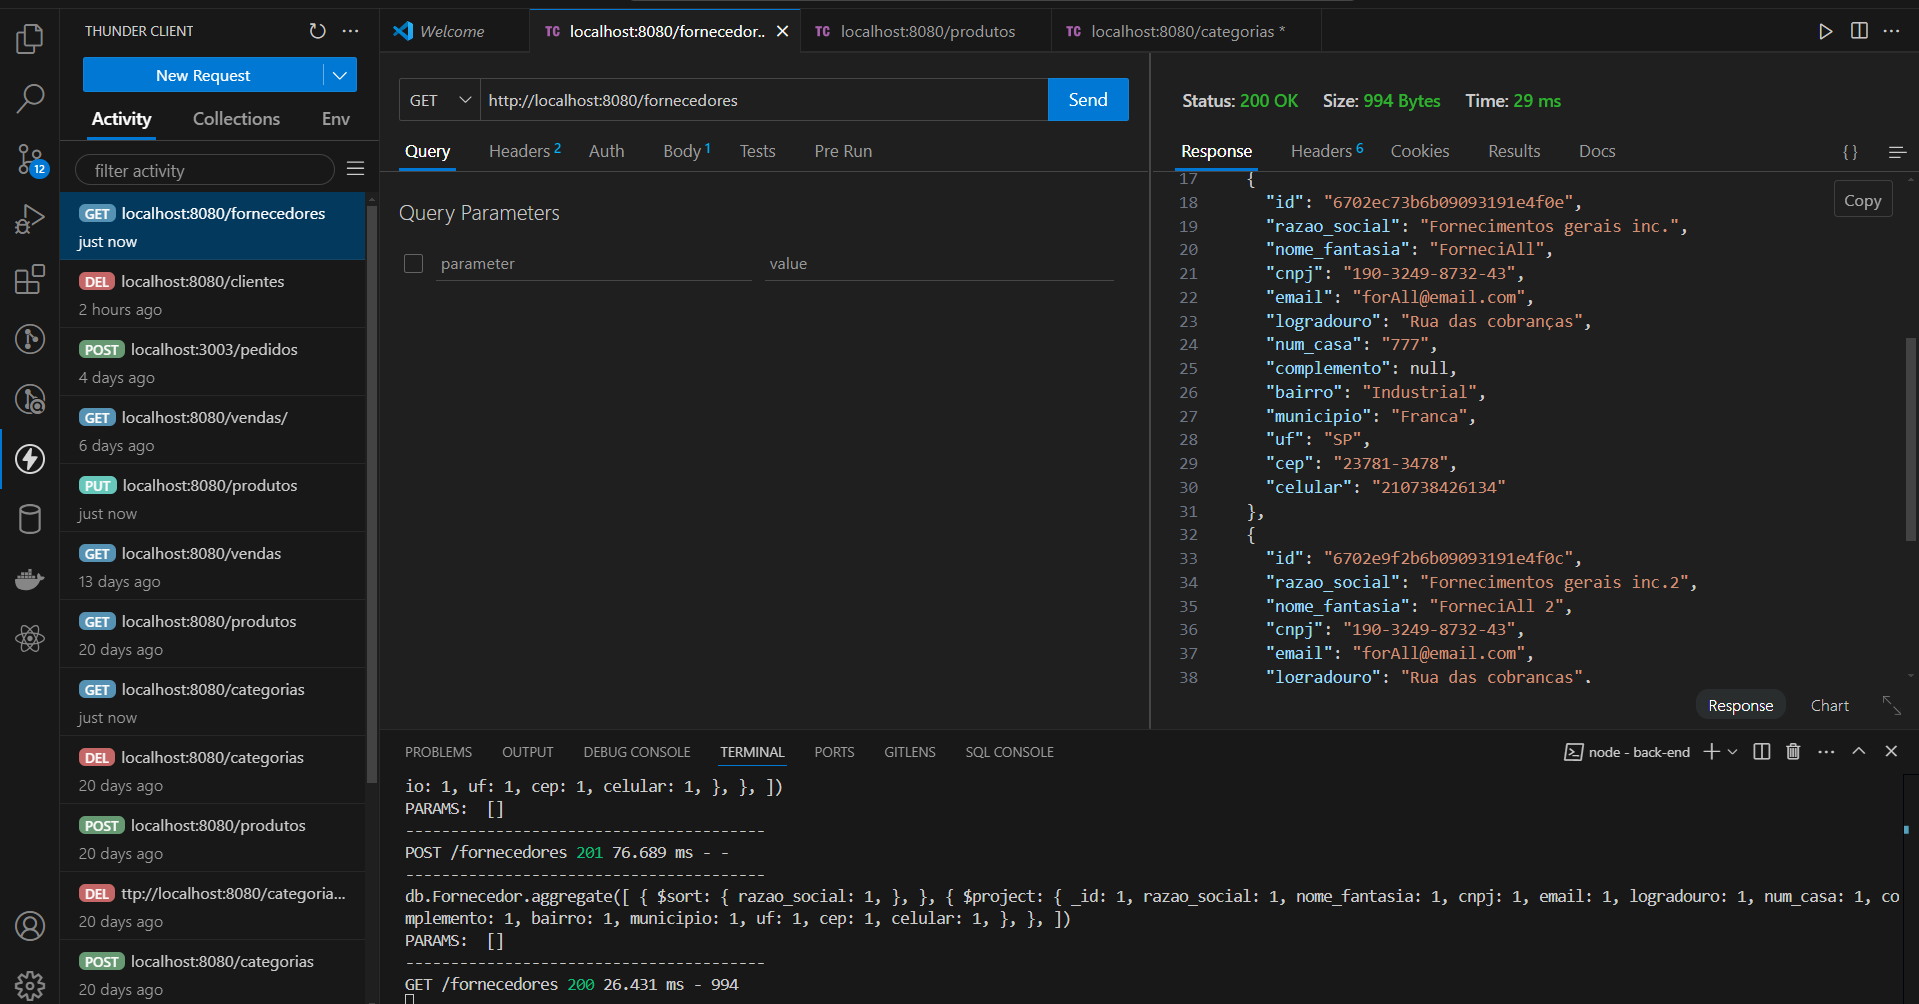 THUNDER CLIENT
New Request
Activity Collections Env
filter activity
GET localhost:8080/fornecedores
just now
DEL localhost:8080/clientes
2 hours ago
POST localhost:3003/pedidos
4 days ago
GET localhost:8080/vendas/
6 days ago
PUT localhost:8080/produtos
just now
GET localhost:8080/vendas
13 days ago
GET localhost:8080/produtos
20 days ago
GET localhost:8080/categorias
just now
DEL localhost:8080/categorias
20 days ago
POST localhost:8080/produtos
20 days ago
DEL ttp://localhost:8080/categoria...
20 days ago
POST localhost:8080/categorias
20 days ago
12
Welcome
TC localhost:8080/fornecedor..
TC localhost:8080/produtos
TC localhost:8080/categorias *
GET http://localhost:8080/fornecedores Send
Query Headers 2 Auth Body 1 Tests Pre Run
Query Parameters
parameter value
Status: 200 OK Size: 994 Bytes Time: 29 ms
Response Headers 6 Cookies Results Docs { }
Copy
17 {
18 "id": "6702ec73b6b09093191e4f0e",
19 "razao_social": "Fornecimentos gerais inc.",
20 "nome_fantasia": "ForneciAll",
21 "cnpj": "190-3249-8732-43",
22 "email": "forAll@email.com",
23 "logradouro": "Rua das cobranças",
24 "num_casa": "777",
25 "complemento": null,
26 "bairro": "Industrial",
27 "municipio": "Franca",
28 "uf": "SP",
29 "cep": "23781-3478",
30 "celular": "210738426134"
31 },
32 {
33 "id": "6702e9f2b6b09093191e4f0c",
34 "razao_social": "Fornecimentos gerais inc.2",
35 "nome_fantasia": "ForneciAll 2",
36 "cnpj": "190-3249-8732-43",
37 "email": "forAll@email.com",
38 "logradouro": "Rua das cobrancas",
Response Chart
PROBLEMS OUTPUT DEBUG CONSOLE TERMINAL PORTS GITLENS SQL CONSOLE
node - back-end
io: 1, uf: 1, cep: 1, celular: 1, }, }, ])
PARAMS: []
----------------------------------------
POST /fornecedores 201 76.689 ms - -
----------------------------------------
db.Fornecedor.aggregate([ { $sort: { razao_social: 1, }, }, { $project: { _id: 1, razao_social: 1, nome_fantasia: 1, cnpj: 1, email: 1, logradouro: 1, num_casa: 1, co
mplemento: 1, bairro: 1, municipio: 1, uf: 1, cep: 1, celular: 1, }, }, ])
PARAMS: []
----------------------------------------
GET /fornecedores 200 26.431 ms - 994